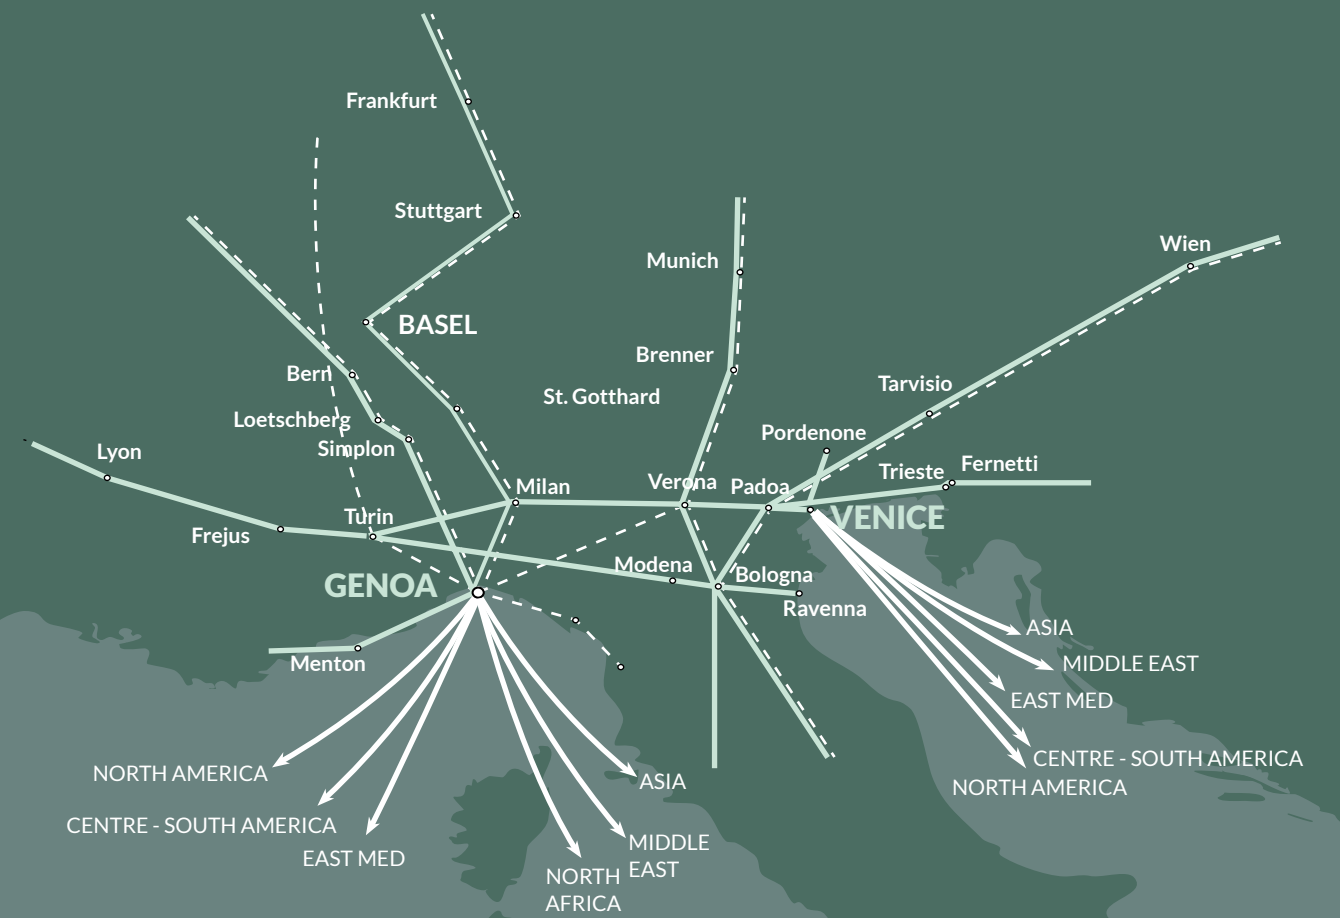 Frankfurt
Stuttgart
Wien
Munich
BASEL
Brenner
Bern
Tarvisio
St. Gotthard
Loetschberg
Pordenone
Simplon
Lyon
Trieste
Fernetti
Verona
Padoa
Milan
Turin
VENICE
Frejus
Modena
Bologna
GENOA
Ravenna
ASIA
Menton
MIDDLE EAST
EAST MED
CENTRE - SOUTH AMERICA
NORTH AMERICA
NORTH AMERICA
ASIA
CENTRE - SOUTH AMERICA
MIDDLE
EAST
EAST MED
NORTH
AFRICA